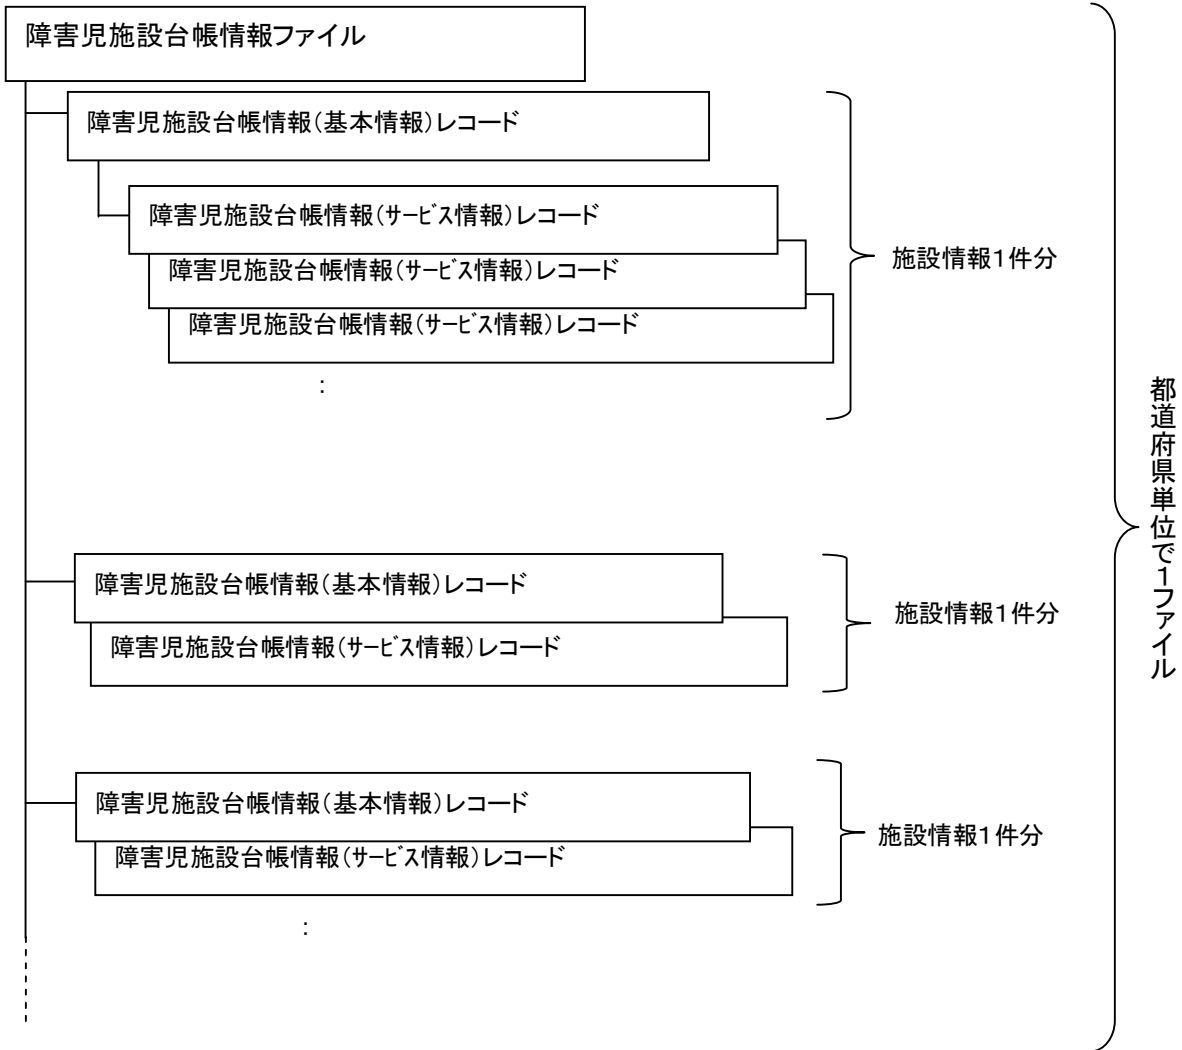 障害児施設台帳情報ファイル
障害児施設台帳情報(基本情報)レコード
障害児施設台帳情報(ｻｰﾋﾞｽ情報)レコード
障害児施設台帳情報(ｻｰﾋﾞｽ情報)レコード
障害児施設台帳情報(ｻｰﾋﾞｽ情報)レコード
:
施設情報1件分
障害児施設台帳情報(基本情報)レコード
障害児施設台帳情報(ｻｰﾋﾞｽ情報)レコード
施設情報1件分
障害児施設台帳情報(基本情報)レコード
障害児施設台帳情報(ｻｰﾋﾞｽ情報)レコード
:
施設情報1件分
都道府県単位で1ファイル